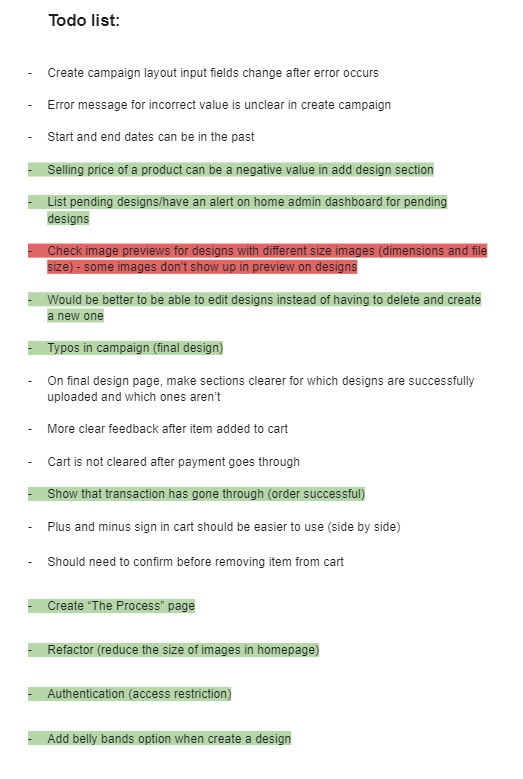 Todo list:
- Create campaign layout input fields change after error occurs
- Error message for incorrect value is unclear in create campaign
- Start and end dates can be in the past
- Selling price of a product can be a negative value in add design section
- List pending designs/have an alert on home admin dashboard for pending
designs
- Check image previews for designs with different size images (dimensions and file
size) - some images don't show up in preview on designs
- Would be better to be able to edit designs instead of having to delete and create
a new one
- Typos in campaign (final design)
- On final design page, make sections clearer for which designs are successfully
uploaded and which ones aren't
- More clear feedback after item added to cart
- Cart is not cleared after payment goes through
- Show that transaction has gone through (order successful)
- Plus and minus sign in cart should be easier to use (side by side)
- Should need to confirm before removing item from cart
- Create “The Process” page
- Refactor (reduce the size of images in homepage)
- Authentication (access restriction)
- Add belly bands option when create a design